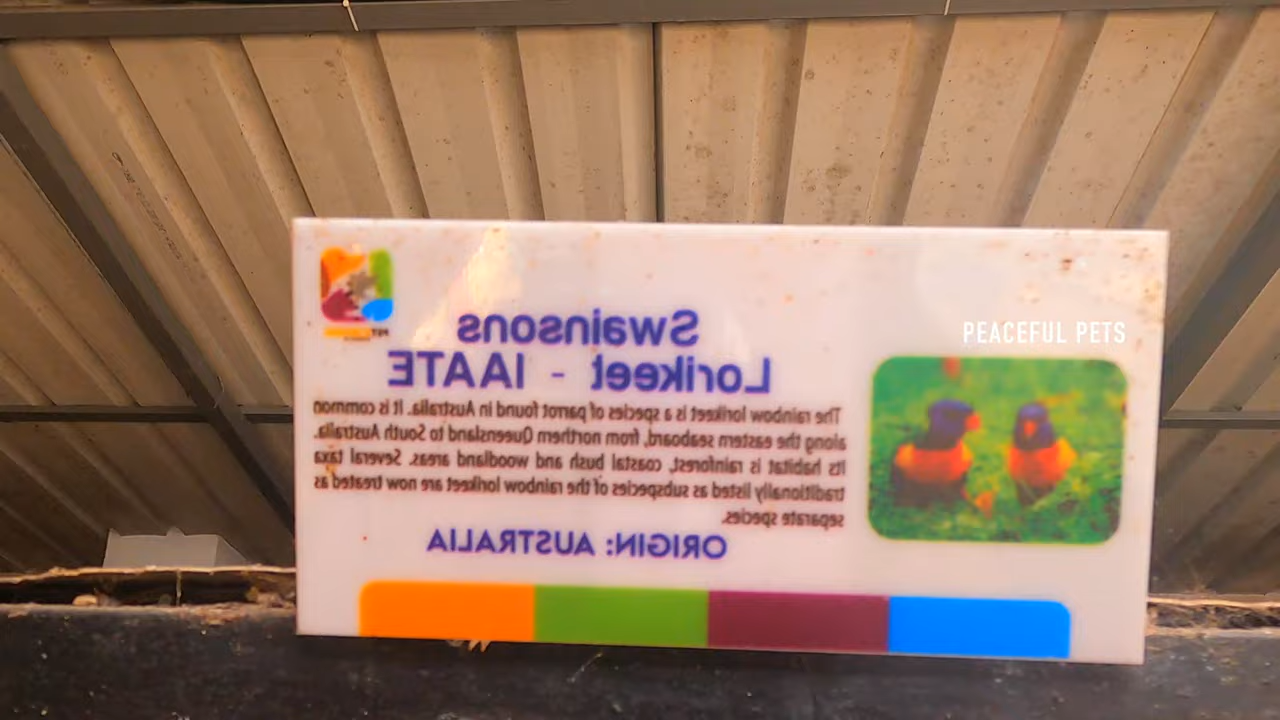 PEACEFUL PETS
Swainsons
Lorikeet - IAATE
The rainbow lorikeet is a species of parrot found in Australia. It is common
along the eastern seaboard, from northern Queensland to South Australia.
Its habitat is rainforest, coastal bush and woodland areas. Several taxa
traditionally listed as subspecies of the rainbow lorikeet are now treated as
separate species.
ORIGIN: AUSTRALIA